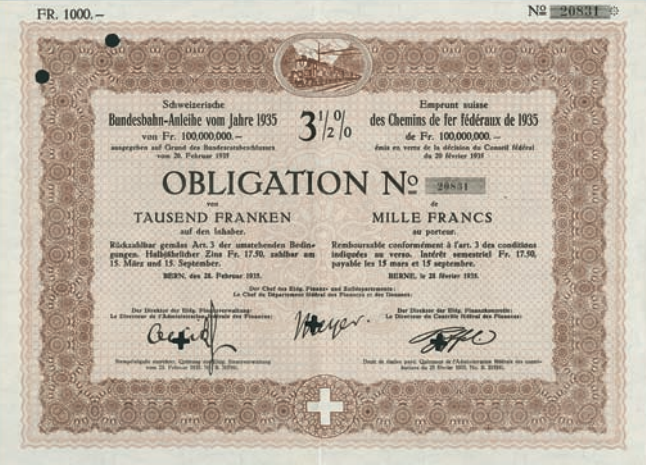 FR. 1000.—
No 20831
Schweizerische
Bundesbahn-Anleihe vom Jahre 1935
von Fr. 100,000,000.—
ausgegeben auf Grund des Bundesratsbeschlusses
vom 20. Februar 1935
3 1/2 %
Emprunt suisse
des Chemins de fer fédéraux de 1935
de Fr. 100,000,000.—
émis en vertu de la décision du Conseil fédéral
du 20 février 1935
OBLIGATION No 20831
von
TAUSEND FRANKEN
auf den Inhaber.
Rückzahlbar gemäss Art. 3 der umstehenden Bedin-
gungen. Halbjährlicher Zins Fr. 17.50, zahlbar am
15. März und 15. September.
BERN, den 28. Februar 1935.
de
MILLE FRANCS
au porteur.
Remboursable conformément à l'art. 3 des conditions
indiquées au verso. Intérêt semestriel Fr. 17.50,
payable les 15 mars et 15 septembre.
BERNE, le 28 février 1935.
Der Chef des Eidg. Finanz- und Zolldepartements:
Le Chef du Département fédéral des Finances et des Douanes:
Der Direktor der Eidg. Finanzverwaltung:
Le Directeur de l'Administration fédérale des Finances:
Meyer.
Der Direktor der Eidg. Finanzkontrolle:
Le Directeur du Contrôle fédéral des Finances: